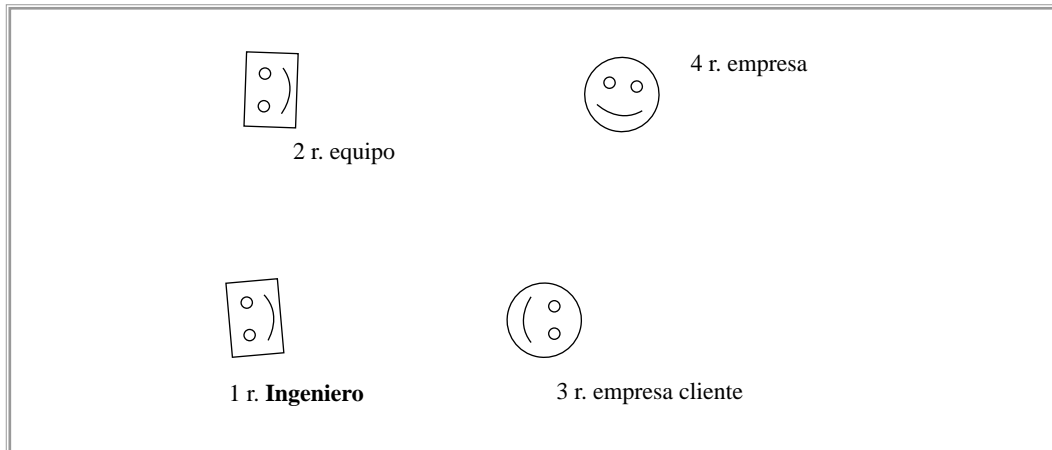 4 r. empresa
2 r. equipo
1 r. Ingeniero
3 r. empresa cliente